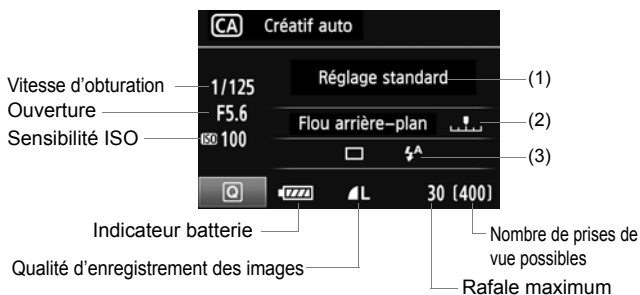 CA Créatif auto
Vitesse d'obturation 1/125 Réglage standard (1)
Ouverture F5.6
Flou arrière-plan (2)
Sensibilité ISO ISO 100
A (3)
Q L 30 [400]
Indicateur batterie
Nombre de prises de
vue possibles
Qualité d'enregistrement des images
Rafale maximum